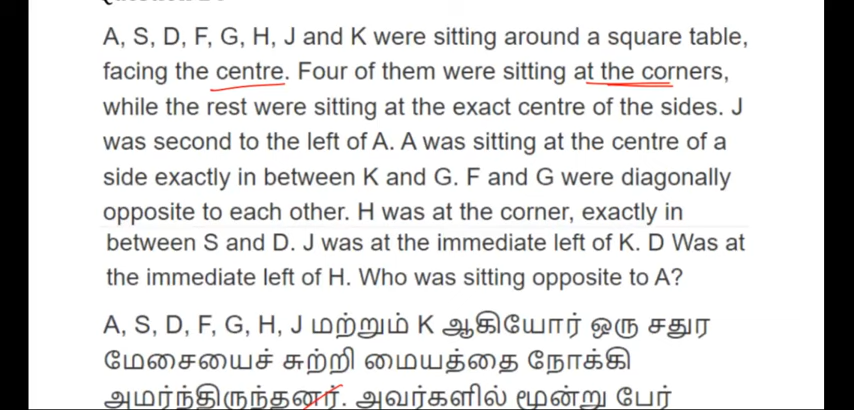 A, S, D, F, G, H, J and K were sitting around a square table,
facing the centre. Four of them were sitting at the corners,
while the rest were sitting at the exact centre of the sides. J
was second to the left of A. A was sitting at the centre of a
side exactly in between K and G. F and G were diagonally
opposite to each other. H was at the corner, exactly in
between S and D. J was at the immediate left of K. D Was at
the immediate left of H. Who was sitting opposite to A?
A, S, D, F, G, H, J மற்றும் K ஆகியோர் ஒரு சதுர
மேசையைச் சுற்றி மையத்தை நோக்கி
அமர்ந்திருந்தனர். அவர்களில் மூன்று பேர்